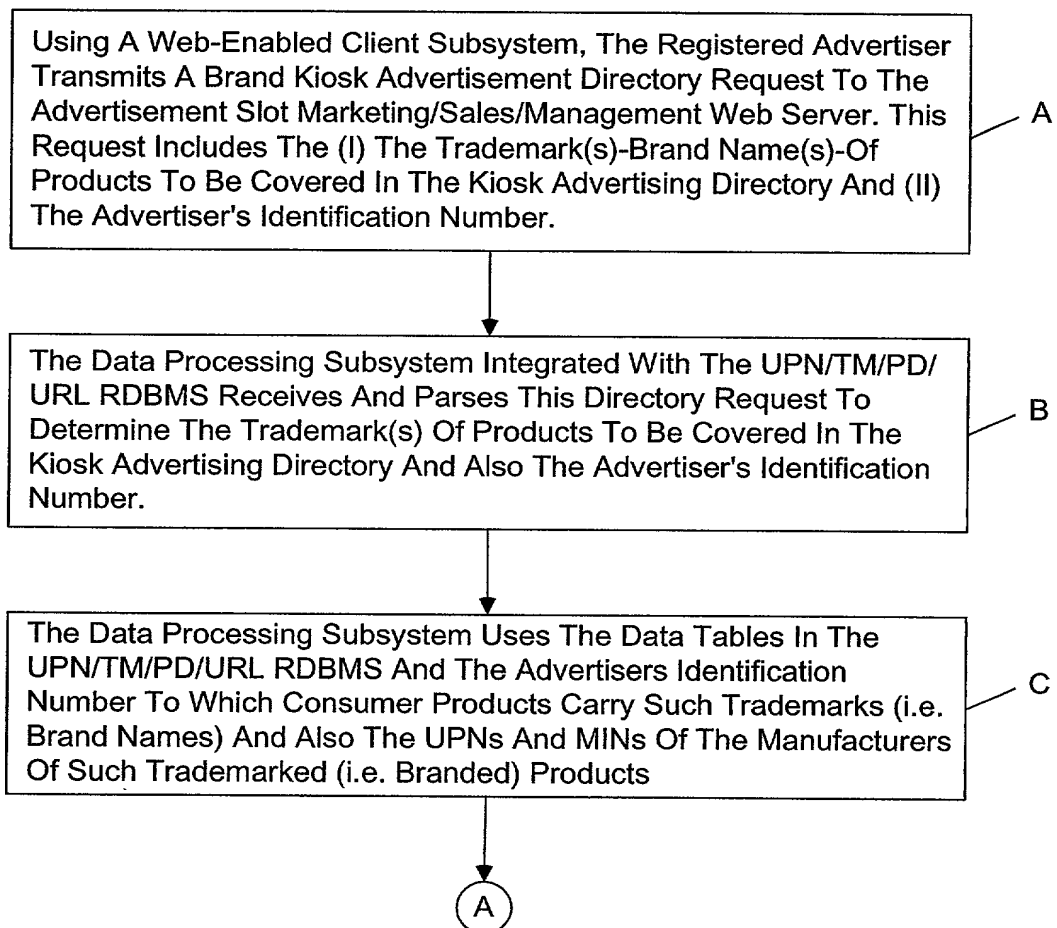 Using A Web-Enabled Client Subsystem, The Registered Advertiser
Transmits A Brand Kiosk Advertisement Directory Request To The
Advertisement Slot Marketing/Sales/Management Web Server. This
Request Includes The (I) The Trademark(s)-Brand Name(s)-Of
Products To Be Covered In The Kiosk Advertising Directory And (II)
The Advertiser's Identification Number.
A
The Data Processing Subsystem Integrated With The UPN/TM/PD/
URL RDBMS Receives And Parses This Directory Request To
Determine The Trademark(s) Of Products To Be Covered In The
Kiosk Advertising Directory And Also The Advertiser's Identification
Number.
B
The Data Processing Subsystem Uses The Data Tables In The
UPN/TM/PD/URL RDBMS And The Advertisers Identification
Number To Which Consumer Products Carry Such Trademarks (i.e.
Brand Names) And Also The UPNs And MINs Of The Manufacturers
Of Such Trademarked (i.e. Branded) Products
C
A